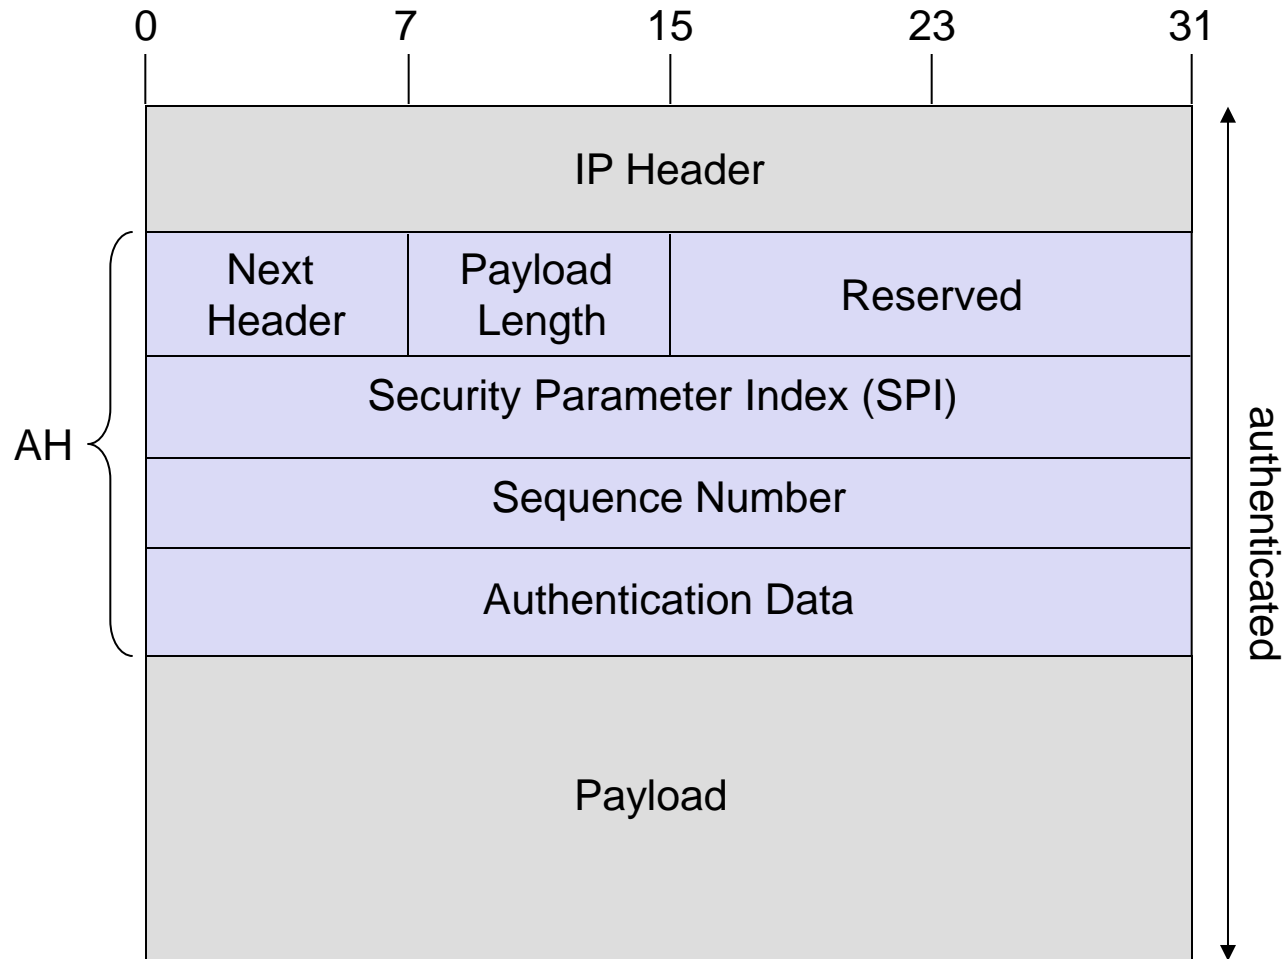 0 7 15 23 31
IP Header
Next
Header
Payload
Length
Reserved
Security Parameter Index (SPI)
AH
Sequence Number
Authentication Data
Payload
authenticated